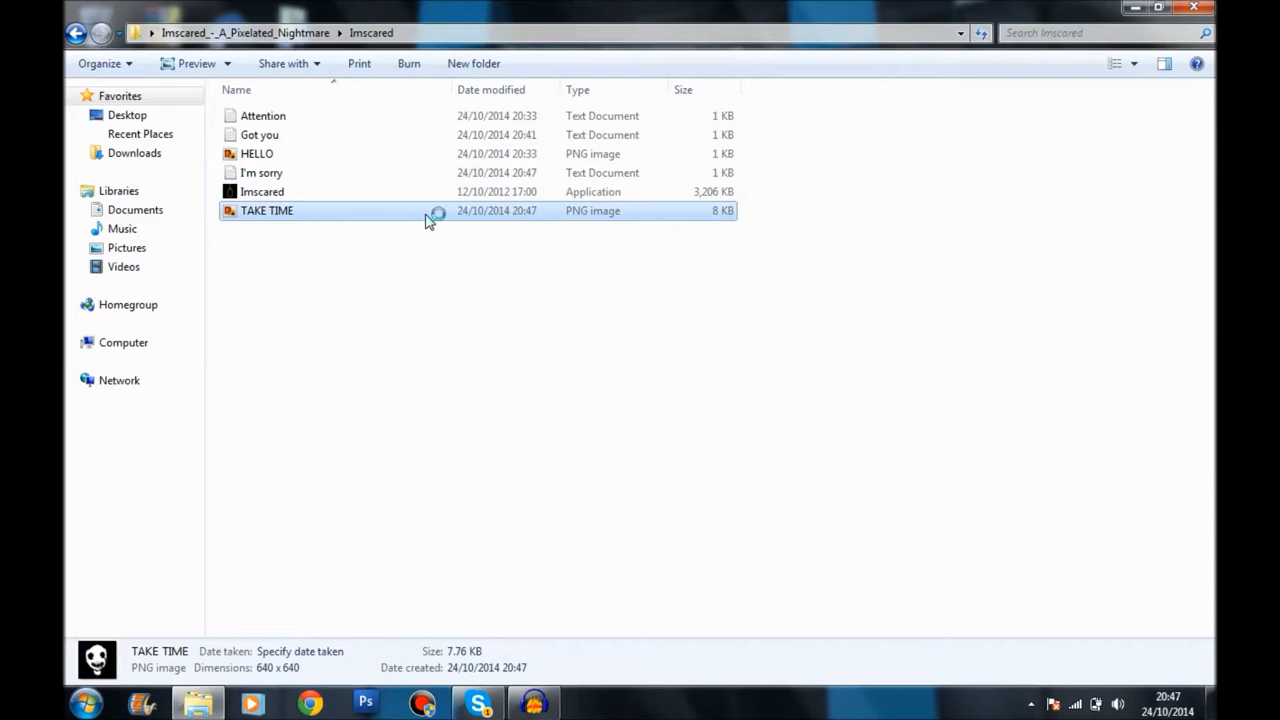 Imscared_-_A_Pixelated_Nightmare Imscared Search Imscared
Organize Preview Share with Print Burn New folder
Name Date modified Type Size
Favorites
Desktop
Recent Places
Downloads
Libraries
Documents
Music
Pictures
Videos
Homegroup
Computer
Network
Attention 24/10/2014 20:33 Text Document 1 KB
Got you 24/10/2014 20:41 Text Document 1 KB
HELLO 24/10/2014 20:33 PNG image 1 KB
I'm sorry 24/10/2014 20:47 Text Document 1 KB
Imscared 12/10/2012 17:00 Application 3,206 KB
TAKE TIME 24/10/2014 20:47 PNG image 8 KB
TAKE TIME Date taken: Specify date taken Size: 7.76 KB
PNG image Dimensions: 640 x 640 Date created: 24/10/2014 20:47
Ps S 1
20:47
24/10/2014